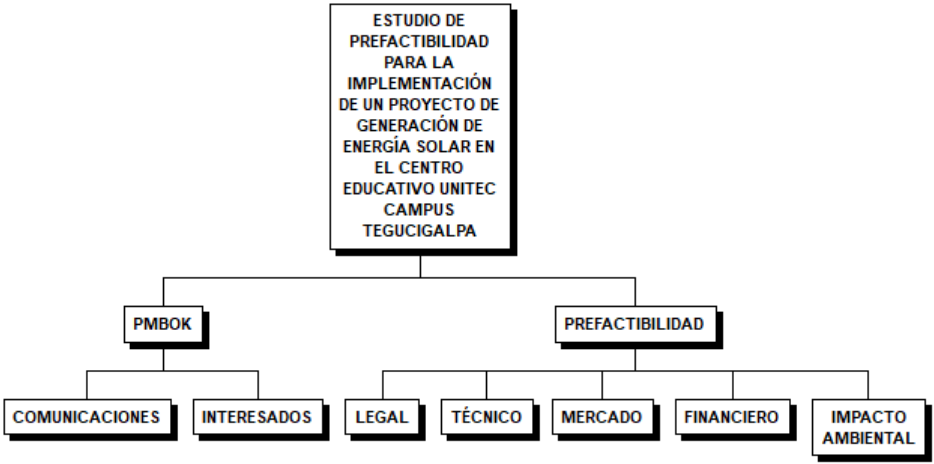 ESTUDIO DE
PREFACTIBILIDAD
PARA LA
IMPLEMENTACIÓN
DE UN PROYECTO DE
GENERACIÓN DE
ENERGÍA SOLAR EN
EL CENTRO
EDUCATIVO UNITEC
CAMPUS
TEGUCIGALPA
PMBOK
PREFACTIBILIDAD
COMUNICACIONES
INTERESADOS
LEGAL
TÉCNICO
MERCADO
FINANCIERO
IMPACTO
AMBIENTAL